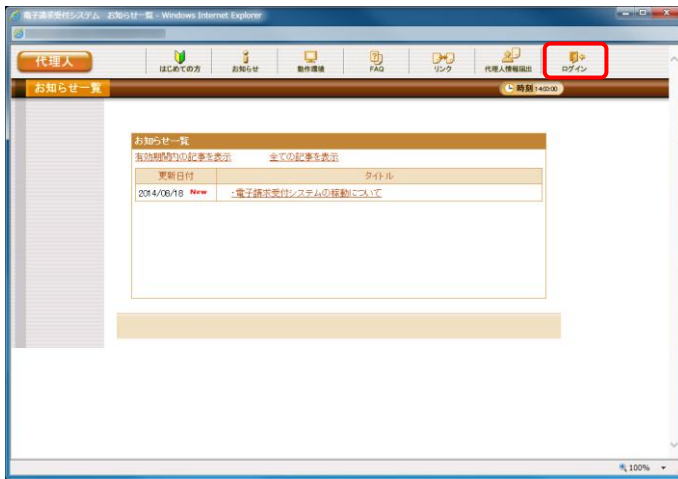 電子請求受付システム お知らせ一覧 - Windows Internet Explorer
代理人
はじめての方 お知らせ 動作環境 FAQ リンク 代理人情報届出 ログイン
お知らせ一覧
時刻 14:03:00
お知らせ一覧
有効期間内の記事を表示 全ての記事を表示
更新日付 タイトル
2014/08/18 New ・電子請求受付システムの稼動について
100%